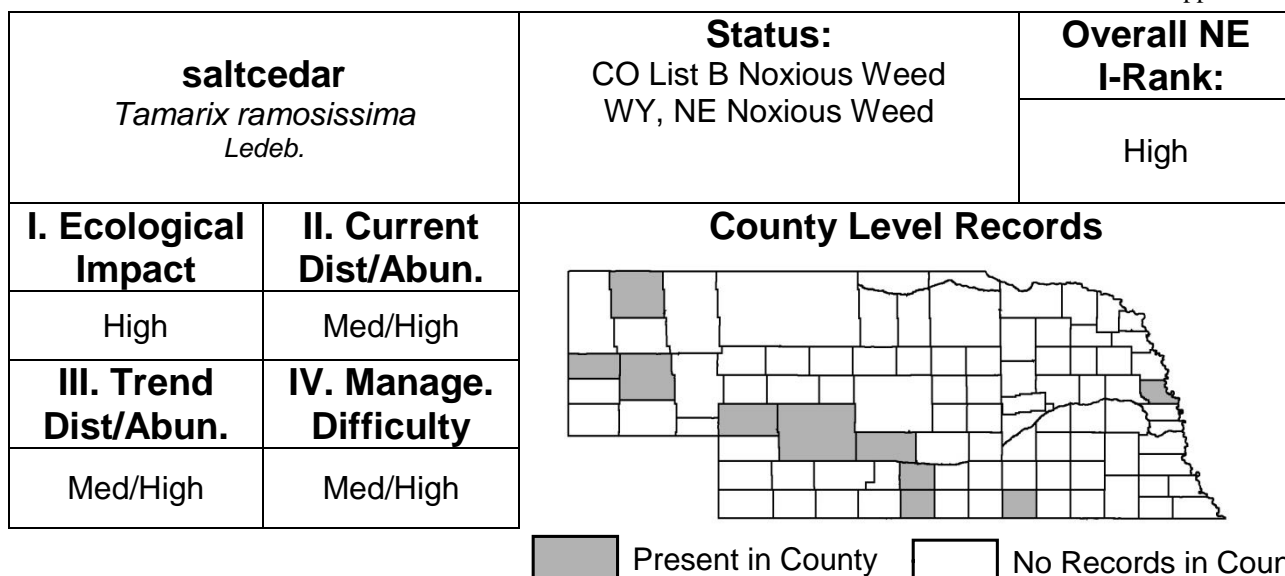 saltcedar
Tamarix ramosissima
Ledeb.
Status:
CO List B Noxious Weed
WY, NE Noxious Weed
Overall NE
I-Rank:
High
I. Ecological
Impact
II. Current
Dist/Abun.
High
Med/High
III. Trend
Dist/Abun.
IV. Manage.
Difficulty
Med/High
Med/High
County Level Records
Present in County
No Records in